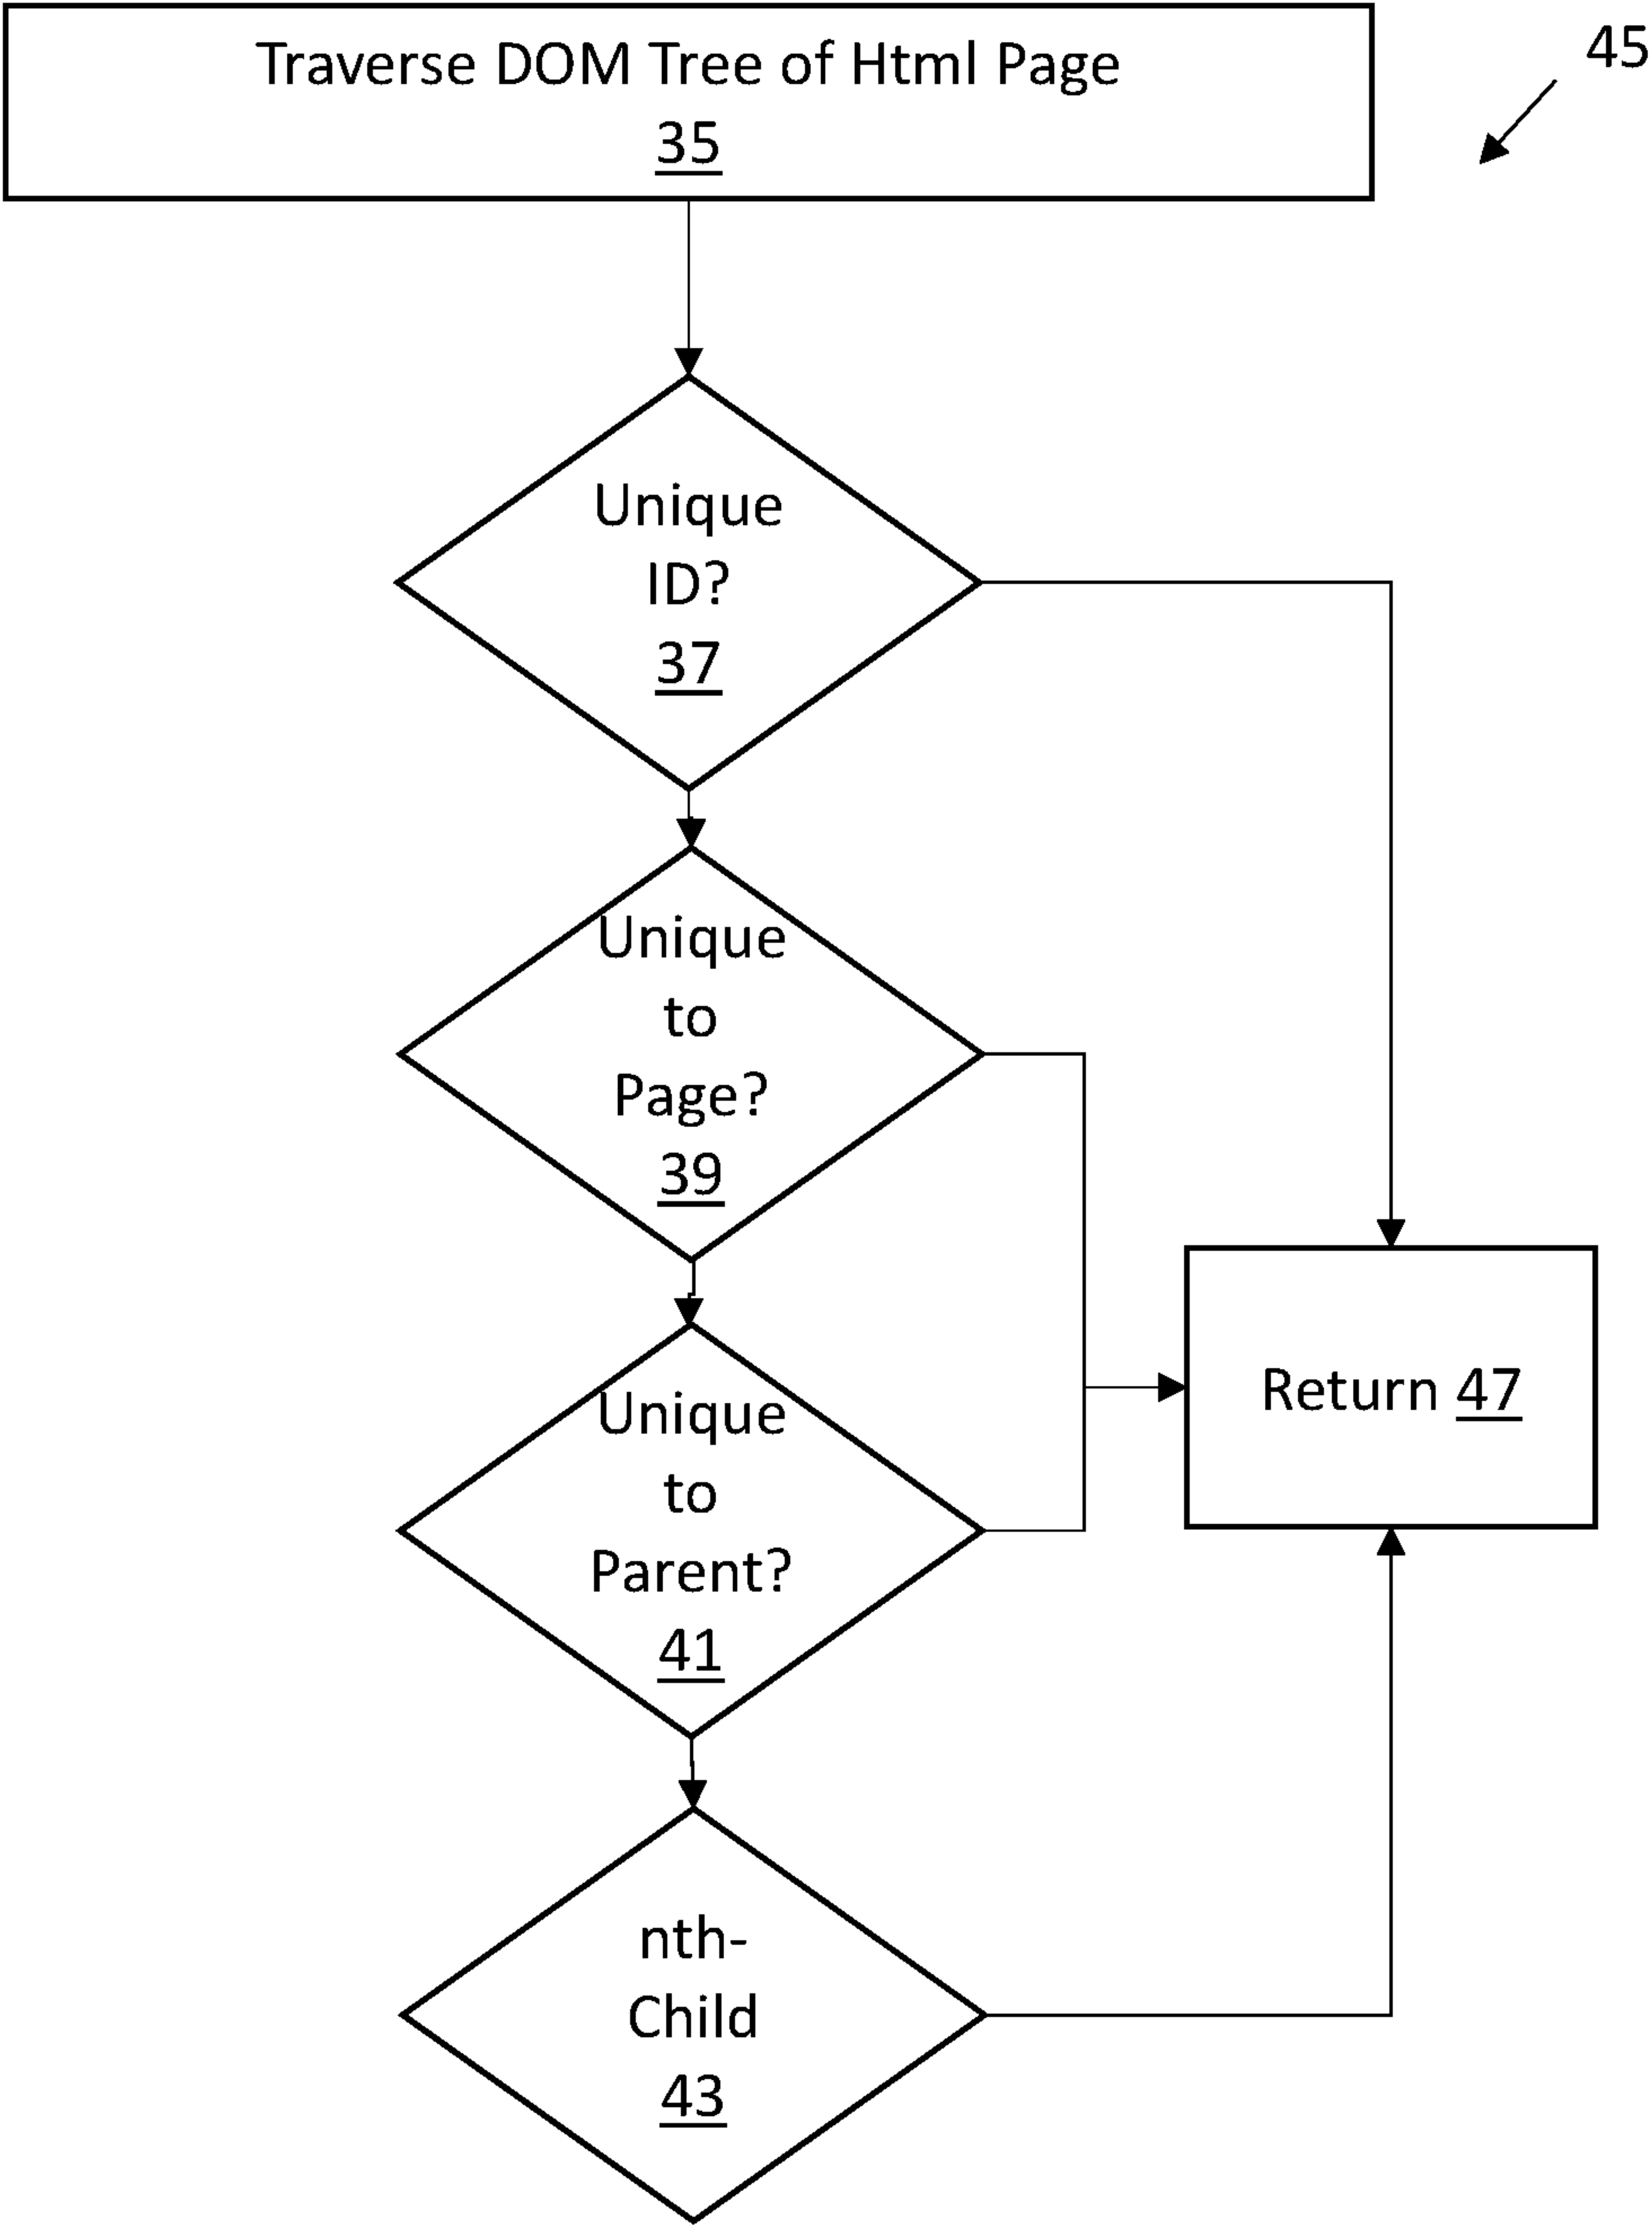 Traverse DOM Tree of Html Page
35
45
Unique
ID?
37
Unique
to
Page?
39
Unique
to
Parent?
41
Return 47
nth-
Child
43